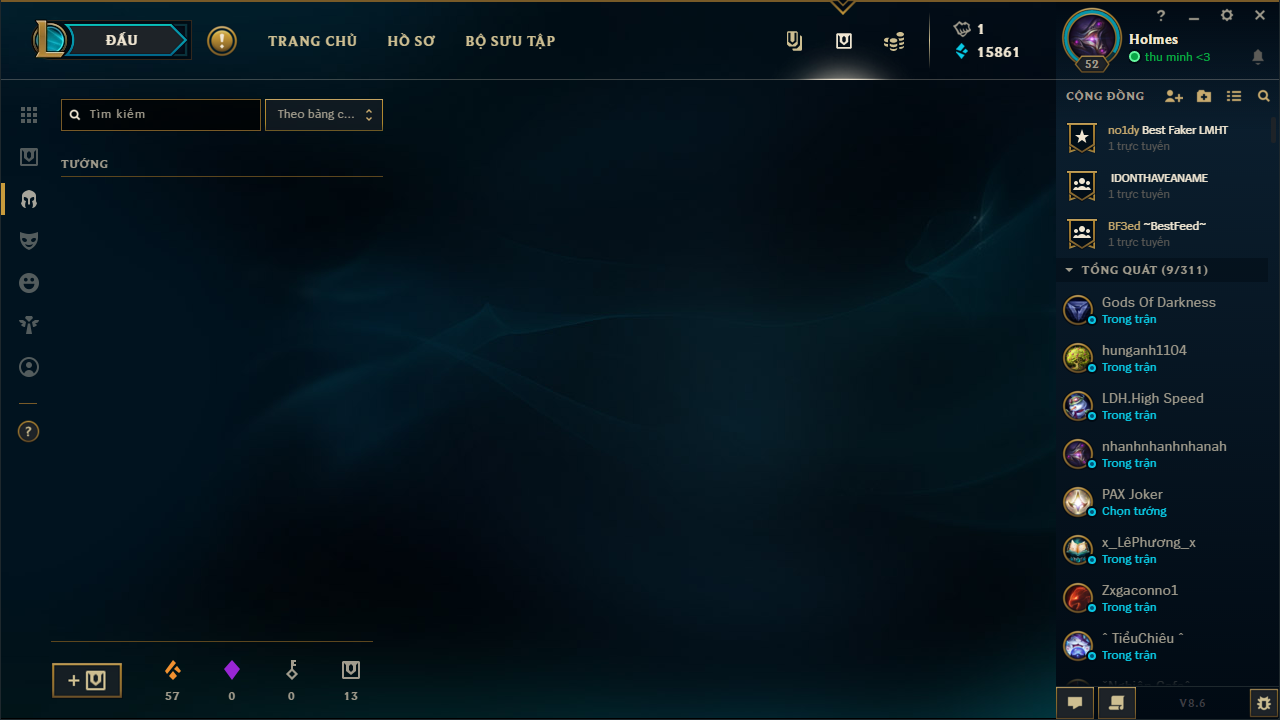 ĐẤU
TRANG CHỦ
HỒ SƠ
BỘ SƯU TẬP
1
15861
52
Holmes
thu minh <3
Tìm kiếm
Theo bảng c...
TƯỚNG
57
0
0
13
CỘNG ĐỒNG
no1dy Best Faker LMHT
1 trực tuyến
IDONTHAVEANAME
1 trực tuyến
BF3ed ~BestFeed~
1 trực tuyến
TỔNG QUÁT (9/311)
Gods Of Darkness
Trong trận
hunganh1104
Trong trận
LDH.High Speed
Trong trận
nhanhnhanhnhanah
Trong trận
PAX Joker
Chọn tướng
x_LêPhương_x
Trong trận
Zxgaconno1
Trong trận
ˆ TiểuChiêu ˆ
Trong trận
V8.6